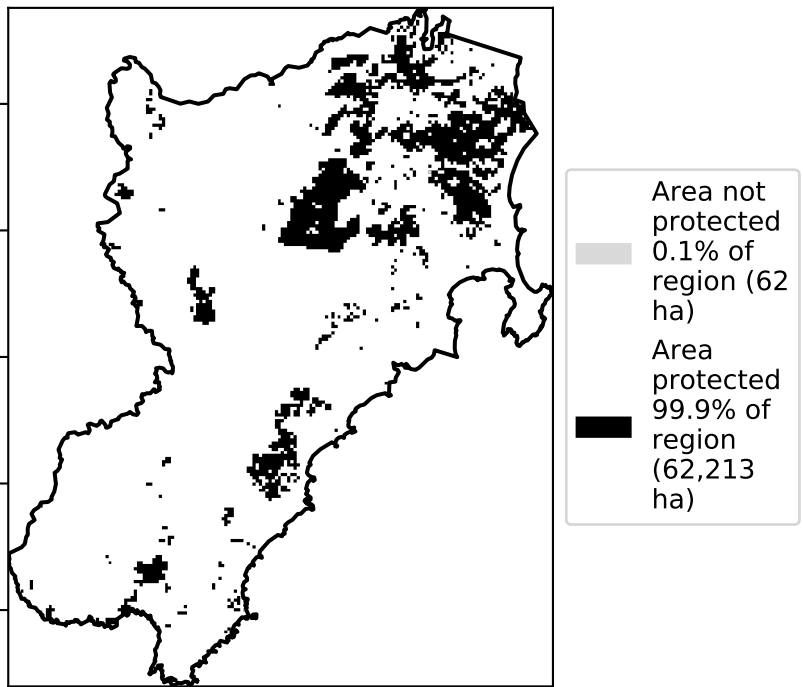 Area not
protected
0.1% of
region (62
ha)
Area
protected
99.9% of
region
(62,213
ha)